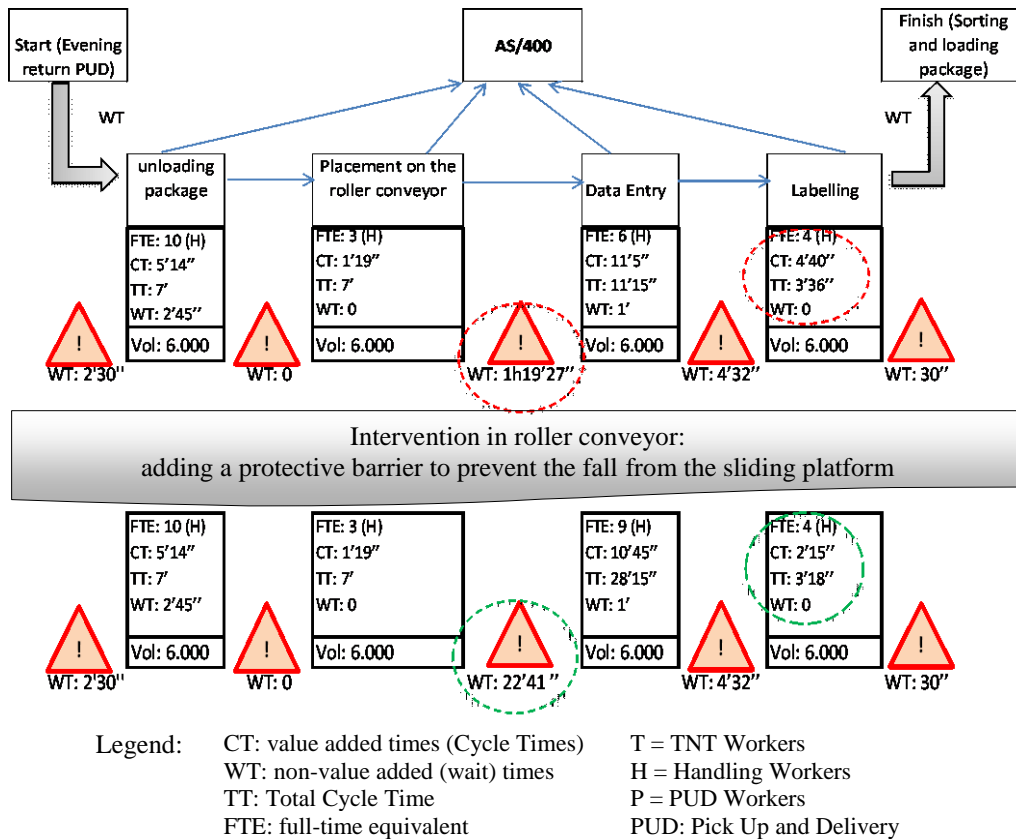 Start (Evening
return PUD)
AS/400
Finish (Sorting
and loading
package)
WT
WT
unloading
package
Placement on the
roller conveyor
Data Entry
Labelling
FTE: 10 (H)
CT: 5'14''
TT: 7'
WT: 2'45''
Vol: 6.000
FTE: 3 (H)
CT: 1'19''
TT: 7'
WT: 0
Vol: 6.000
FTE: 6 (H)
CT: 11'5''
TT: 11'15''
WT: 1'
Vol: 6.000
FTE: 4 (H)
CT: 4'40''
TT: 3'36''
WT: 0
Vol: 6.000
!
!
!
!
!
WT: 2'30''
WT: 0
WT: 1h19'27''
WT: 4'32''
WT: 30''
Intervention in roller conveyor:
adding a protective barrier to prevent the fall from the sliding platform
FTE: 10 (H)
CT: 5'14''
TT: 7'
WT: 2'45''
Vol: 6.000
FTE: 3 (H)
CT: 1'19''
TT: 7'
WT: 0
Vol: 6.000
FTE: 9 (H)
CT: 10'45''
TT: 28'15''
WT: 1'
Vol: 6.000
FTE: 4 (H)
CT: 2'15''
TT: 3'18''
WT: 0
Vol: 6.000
!
!
!
!
!
WT: 2'30''
WT: 0
WT: 22'41 ''
WT: 4'32''
WT: 30''
Legend:
CT: value added times (Cycle Times)
WT: non-value added (wait) times
TT: Total Cycle Time
FTE: full-time equivalent
T = TNT Workers
H = Handling Workers
P = PUD Workers
PUD: Pick Up and Delivery